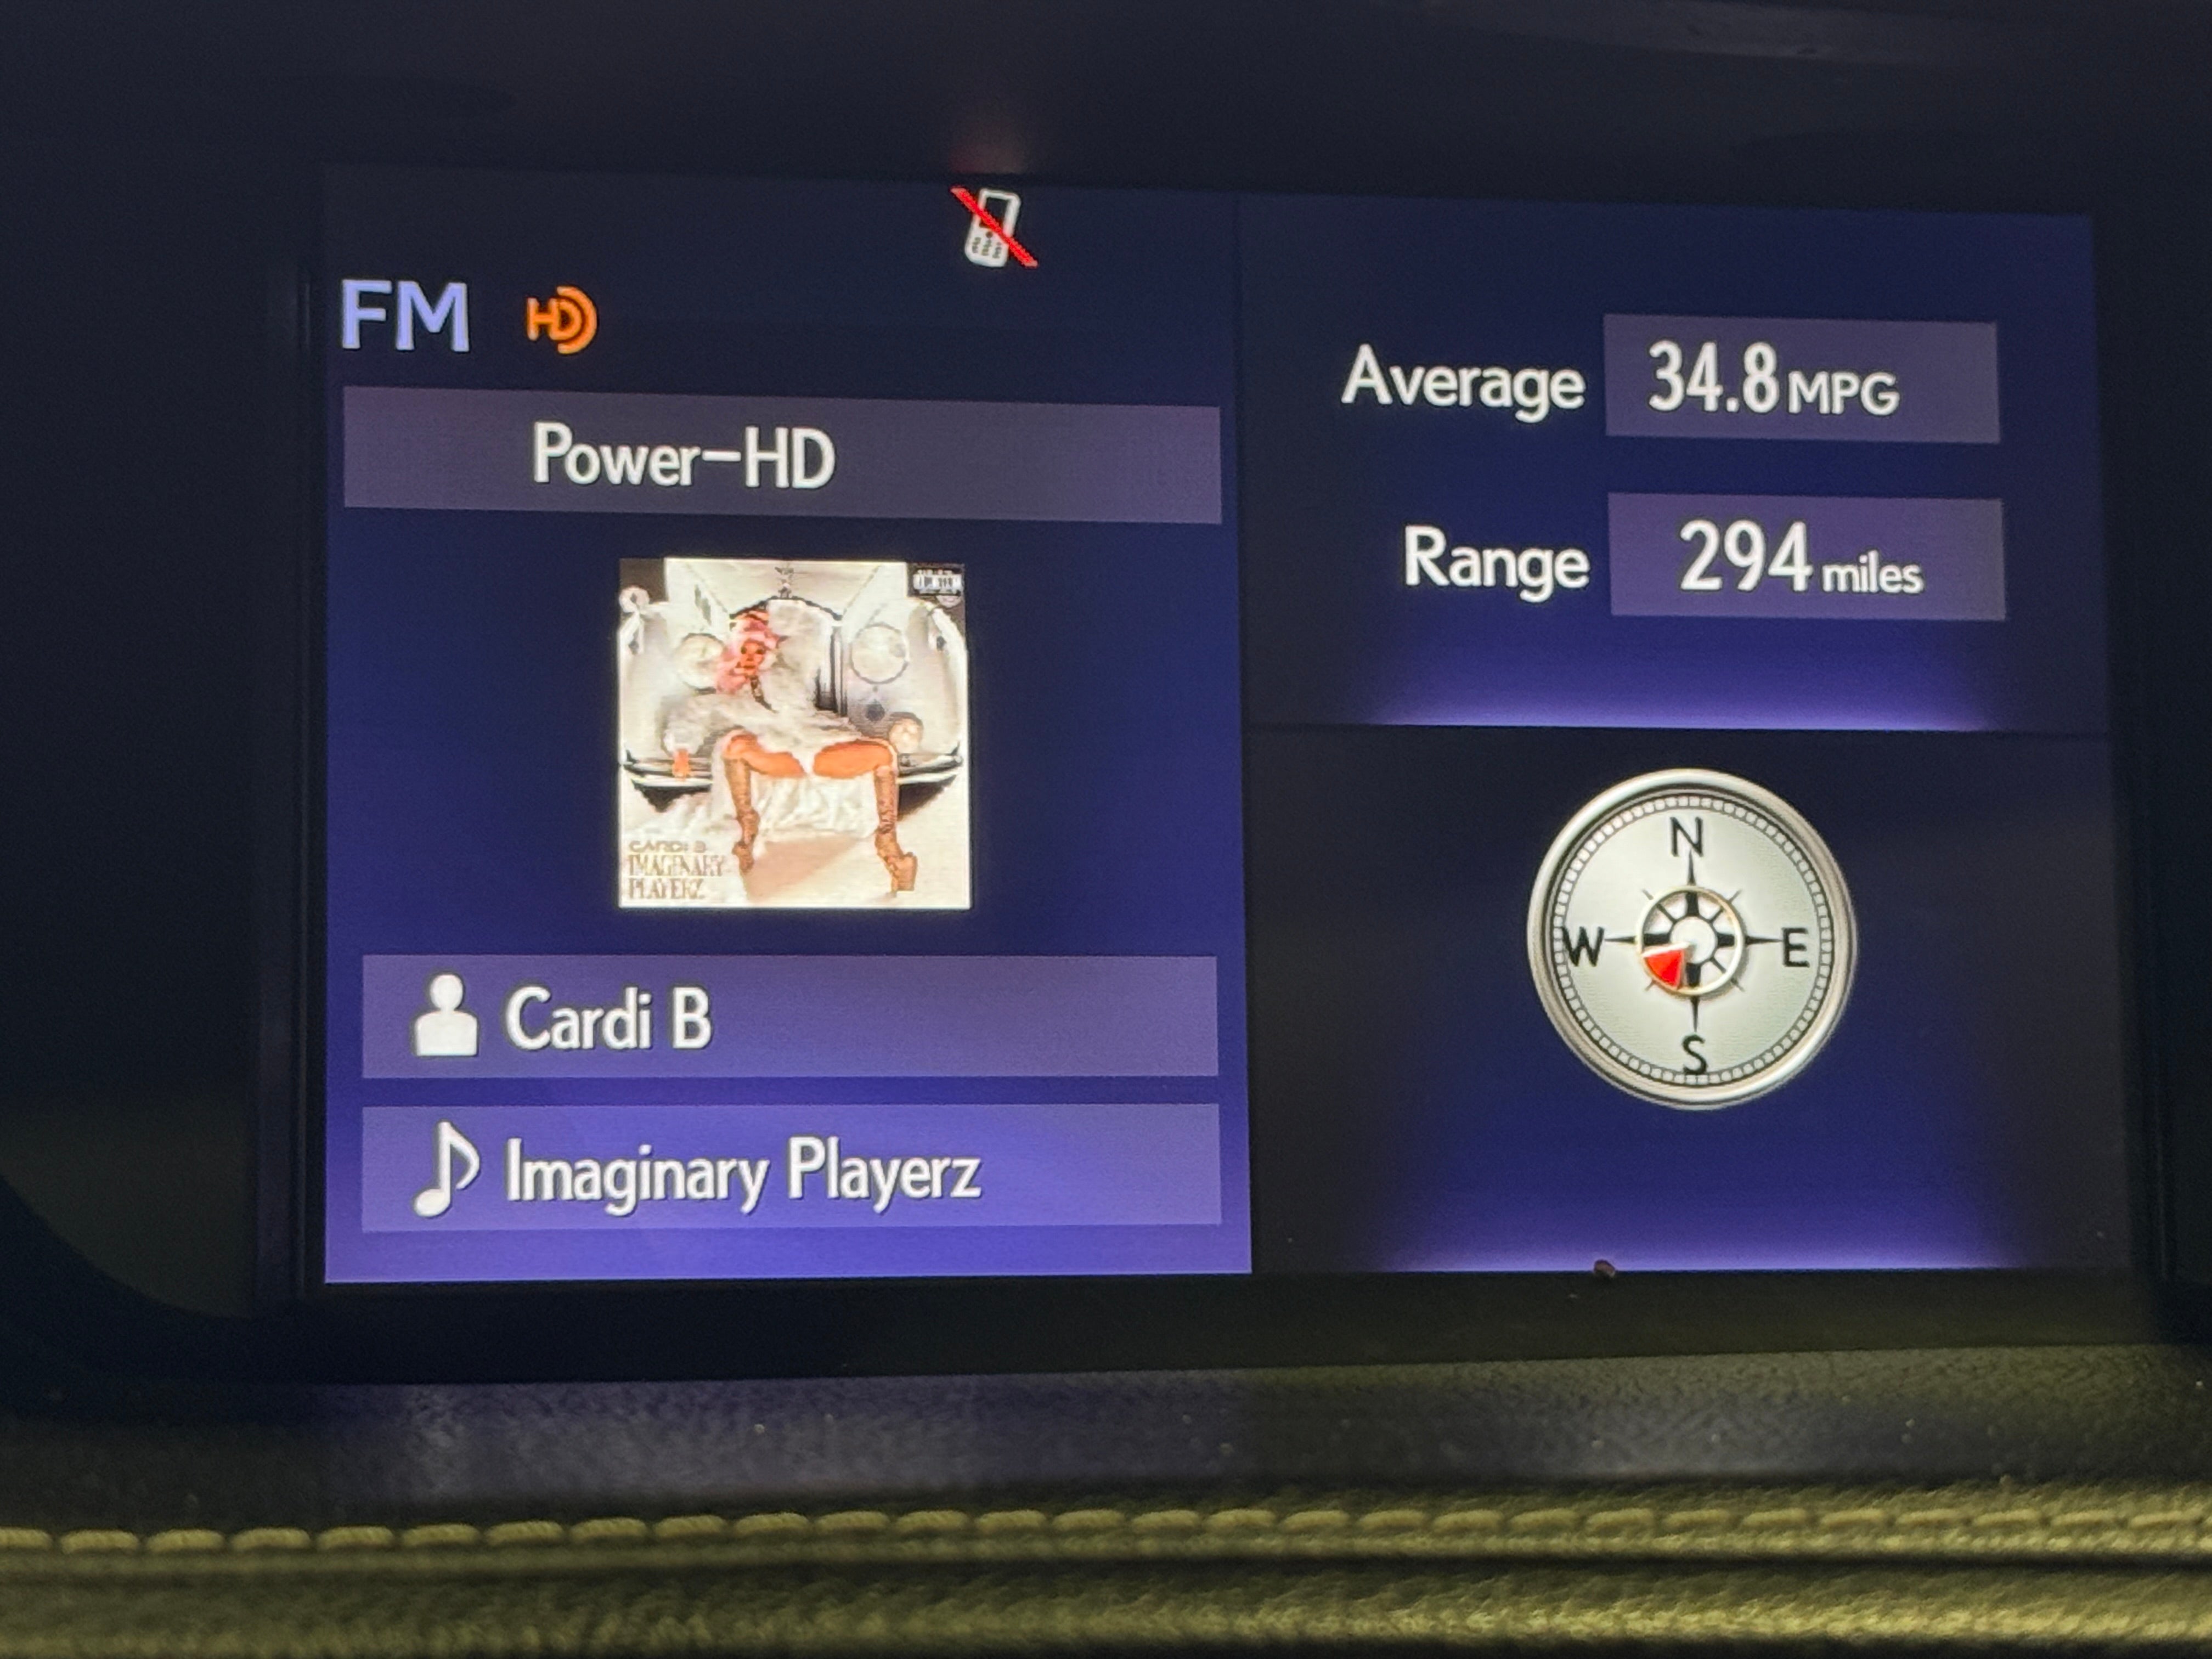 FM HD
Power-HD
CARDI B
IMAGINARY
PLAYERZ
Cardi B
Imaginary Playerz
Average 34.8 MPG
Range 294 miles
N
W E
S